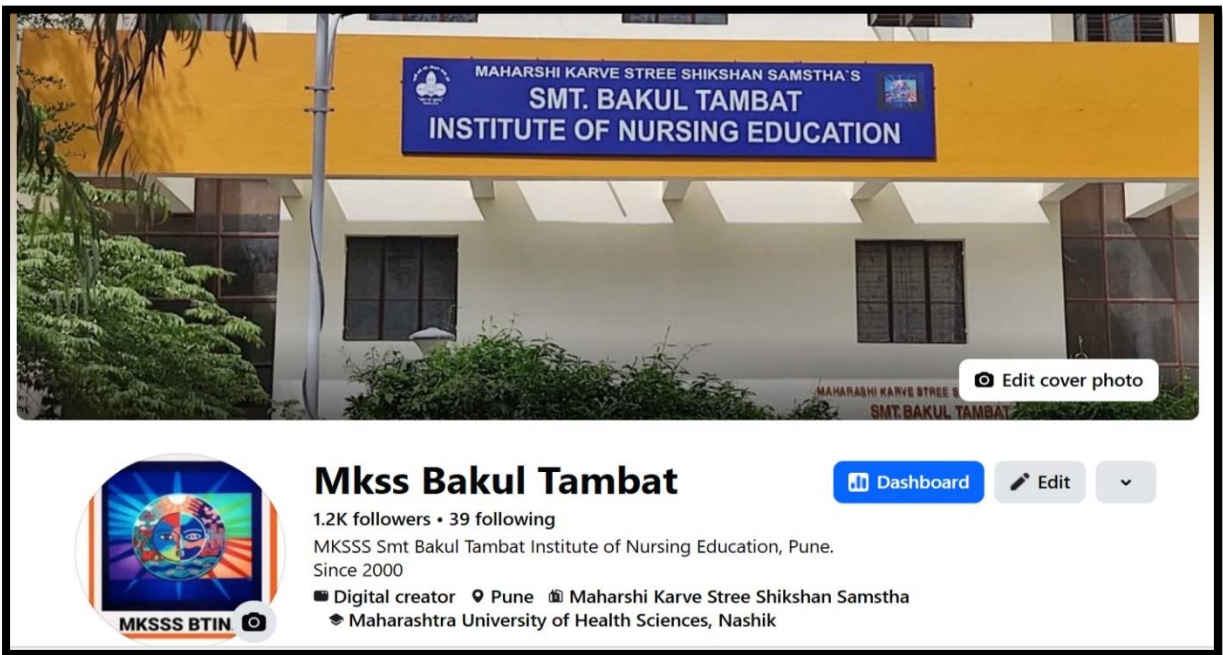 MAHARSHI KARVE STREE SHIKSHAN SAMSTHA`S
SMT. BAKUL TAMBAT
INSTITUTE OF NURSING EDUCATION
MAHARASHI KARVE STREE
SMT. BAKUL TAMBAT
Edit cover photo
Mkss Bakul Tambat
Dashboard
Edit
1.2K followers • 39 following
MKSSS Smt Bakul Tambat Institute of Nursing Education, Pune.
Since 2000
Digital creator Pune Maharshi Karve Stree Shikshan Samstha
Maharashtra University of Health Sciences, Nashik
MKSSS BTIN